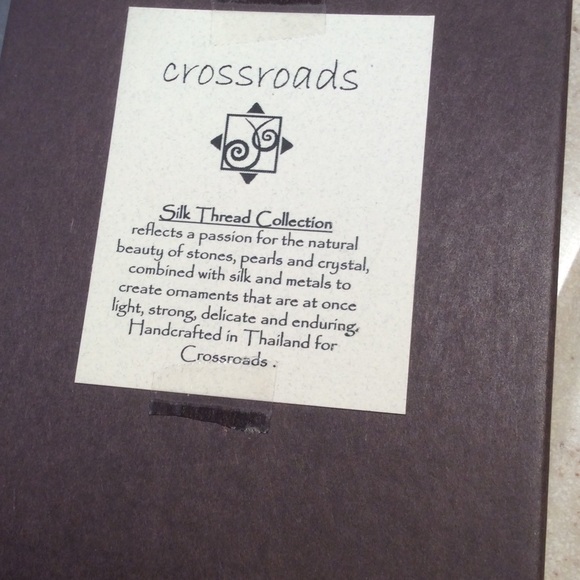 crossroads
Silk Thread Collection
reflects a passion for the natural
beauty of stones, pearls and crystal,
combined with silk and metals to
create ornaments that are at once
light, strong, delicate and enduring.
Handcrafted in Thailand for
Crossroads .